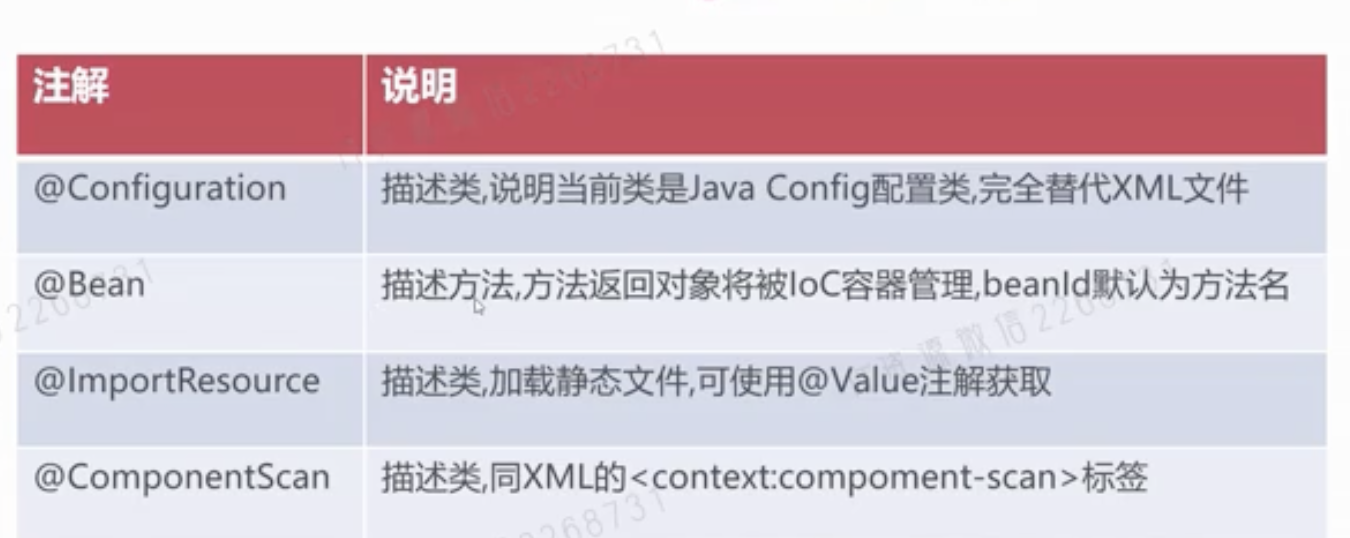 注解
说明
@Configuration
描述类,说明当前类是Java Config配置类,完全替代XML文件
@Bean
描述方法,方法返回对象将被IoC容器管理,beanId默认为方法名
@ImportResource
描述类,加载静态文件,可使用@Value注解获取
@ComponentScan
描述类,同XML的<context:compoment-scan>标签